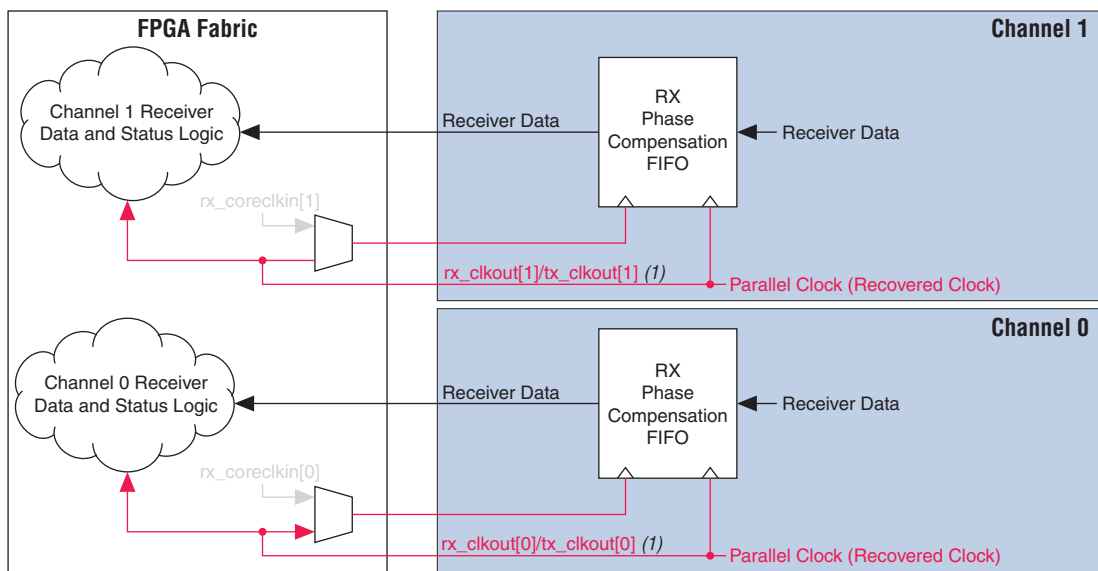 FPGA Fabric
Channel 1
Channel 1 Receiver
Data and Status Logic
Receiver Data
RX
Phase
Compensation
FIFO
Receiver Data
rx_coreclkin[1]
rx_clkout[1]/tx_clkout[1] (1)
Parallel Clock (Recovered Clock)
Channel 0
Channel 0 Receiver
Data and Status Logic
Receiver Data
RX
Phase
Compensation
FIFO
Receiver Data
rx_coreclkin[0]
rx_clkout[0]/tx_clkout[0] (1)
Parallel Clock (Recovered Clock)